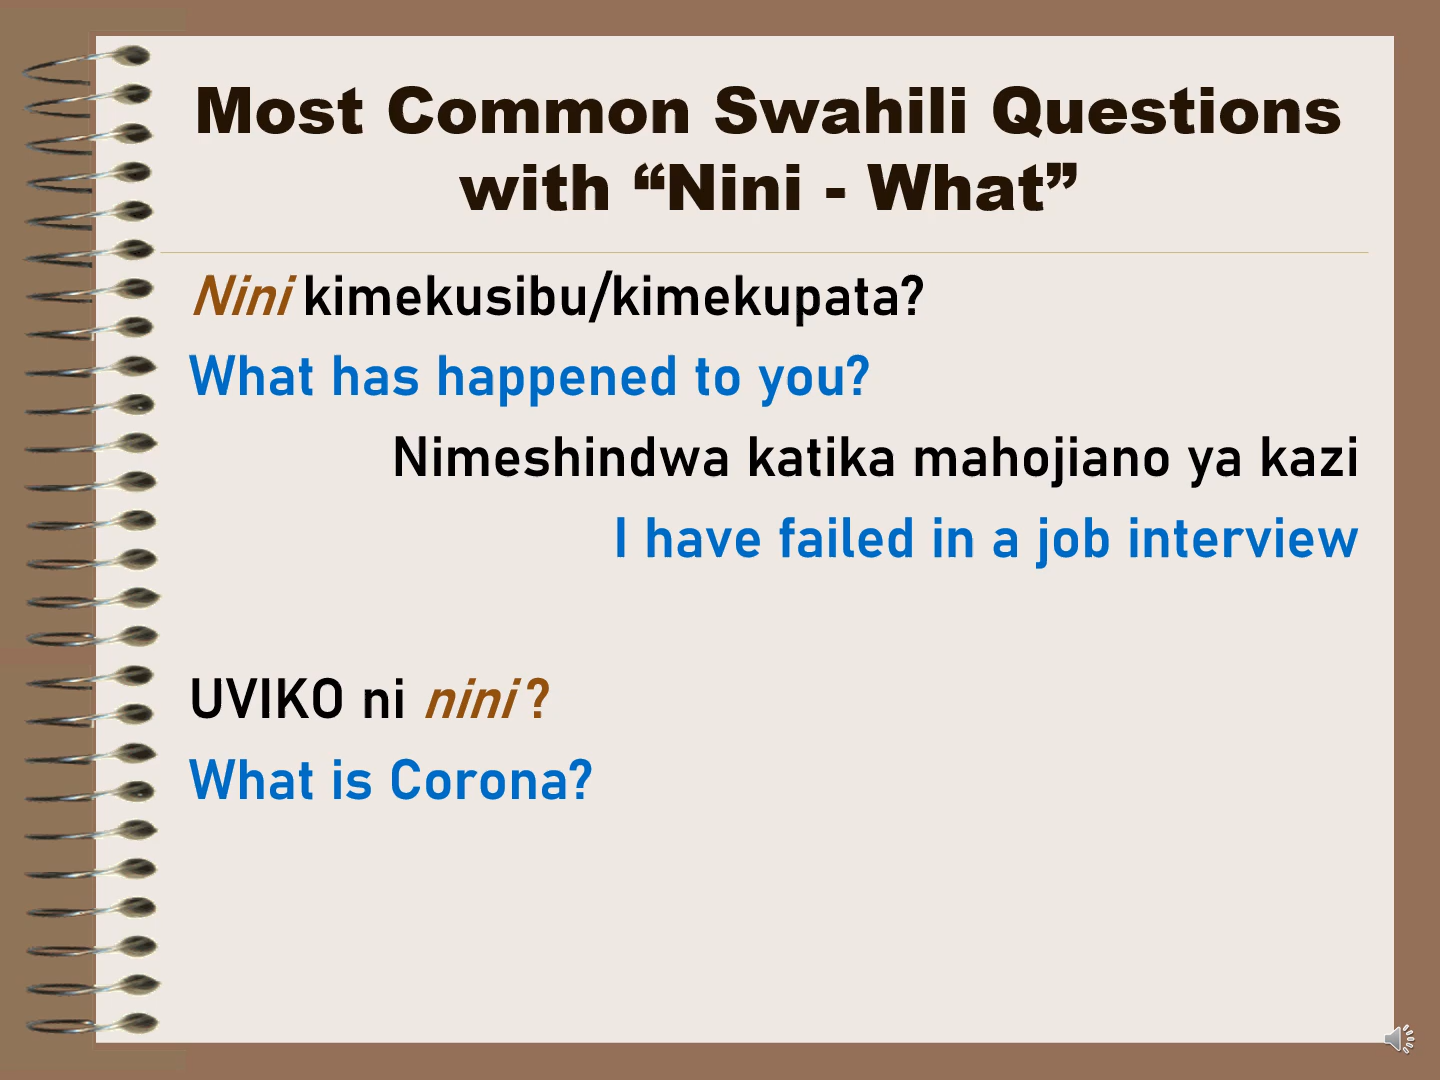 Most Common Swahili Questions
with “Nini - What”
Nini kimekusibu/kimekupata?
What has happened to you?
Nimeshindwa katika mahojiano ya kazi
I have failed in a job interview
UVIKO ni nini ?
What is Corona?